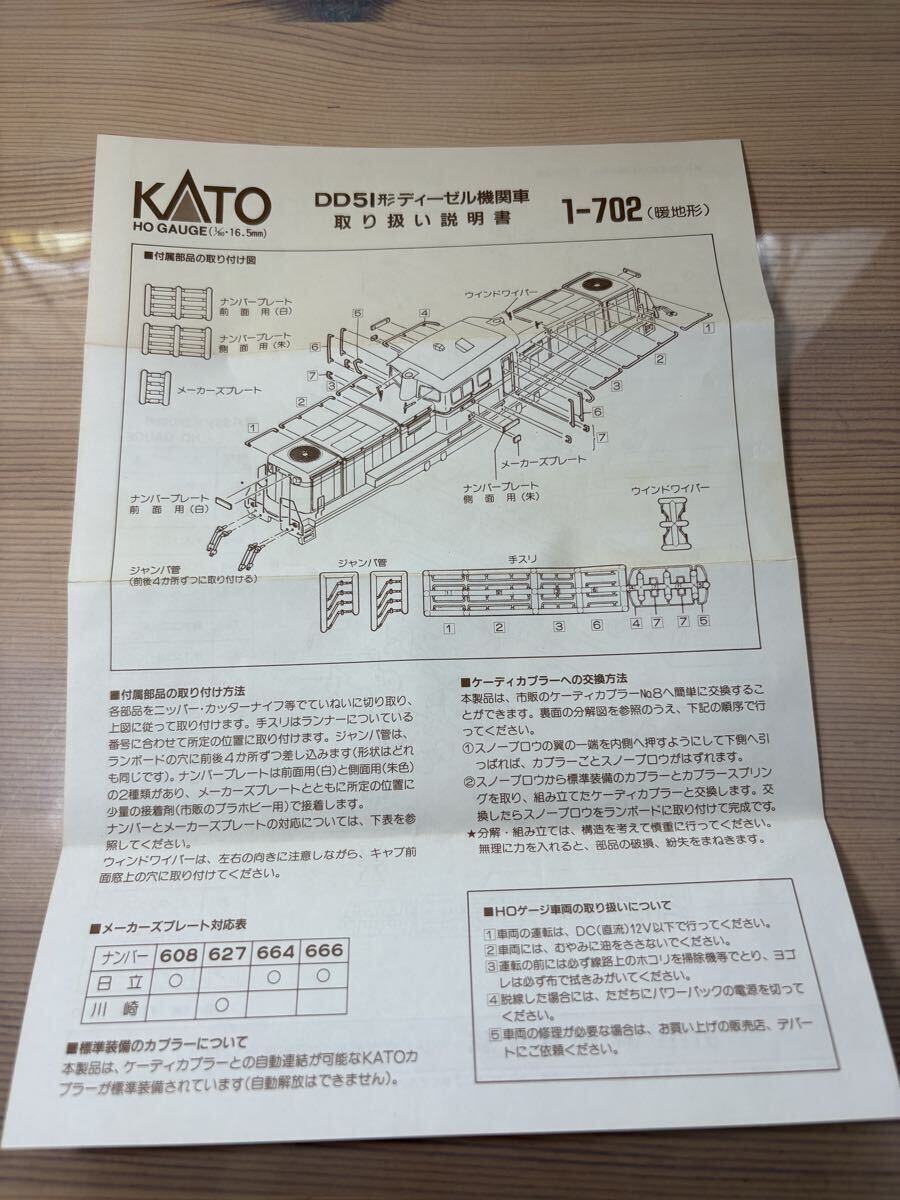 KATO
HO GAUGE(1/80・16.5mm)
DD51形ディーゼル機関車
取り扱い説明書
1-702(暖地形)
■付属部品の取り付け図
ナンバープレート
前面用(白)
ナンバープレート
側面用(朱)
メーカーズプレート
ウインドワイパー
5
4
6
7
3
2
1
1
2
3
6
7
メーカーズプレート
ナンバープレート
側面用(朱)
ナンバープレート
前面用(白)
ジャンパ管
(前後4か所ずつに取り付ける)
ウインドワイパー
ジャンパ管
手スリ
1 2 3 6 4 7 7 5
■付属部品の取り付け方法
各部品をニッパー・カッターナイフ等でていねいに切り取り、
上図に従って取り付けます。手スリはランナーについている
番号に合わせて所定の位置に取り付けます。ジャンパ管は、
ランボードの穴に前後4か所ずつ差し込みます(形状はどれ
も同じです)。ナンバープレートは前面用(白)と側面用(朱色)
の2種類があり、メーカーズプレートとともに所定の位置に
少量の接着剤(市販のプラホビー用)で接着します。
ナンバーとメーカーズプレートの対応については、下表を参
照してください。
ウィンドワイパーは、左右の向きに注意しながら、キャブ前
面窓上の穴に取り付けてください。
■メーカーズプレート対応表
ナンバー 608 627 664 666
日立 ○ ○ ○
川崎 ○
■標準装備のカプラーについて
本製品は、ケーディカプラーとの自動連結が可能なKATOカ
プラーが標準装備されています(自動解放はできません)。
■ケーディカプラーへの交換方法
本製品は、市販のケーディカプラーNo.8へ簡単に交換するこ
とができます。裏面の分解図を参照のうえ、下記の順序で行
ってください。
①スノープロウの翼の一端を内側へ押すようにして下側へ引
っぱれば、カプラーごとスノープロウがはずれます。
②スノープロウから標準装備のカプラーとカプラースプリン
グを取り、組み立てたケーディカプラーと交換します。交
換したらスノープロウをランボードに取り付けて完成です。
★分解・組み立ては、構造を考えて慎重に行ってください。
無理に力を入れると、部品の破損、紛失をまねきます。
■HOゲージ車両の取り扱いについて
1 車両の運転は、DC(直流)12V以下で行ってください。
2 車両には、むやみに油をささないでください。
3 運転の前には必ず線路上のホコリを掃除機等でとり、ヨゴ
レは必ず布で拭きみがいてください。
4 脱線した場合には、ただちにパワーパックの電源を切って
ください。
5 車両の修理が必要な場合は、お買い上げの販売店、デパー
トにご依頼ください。